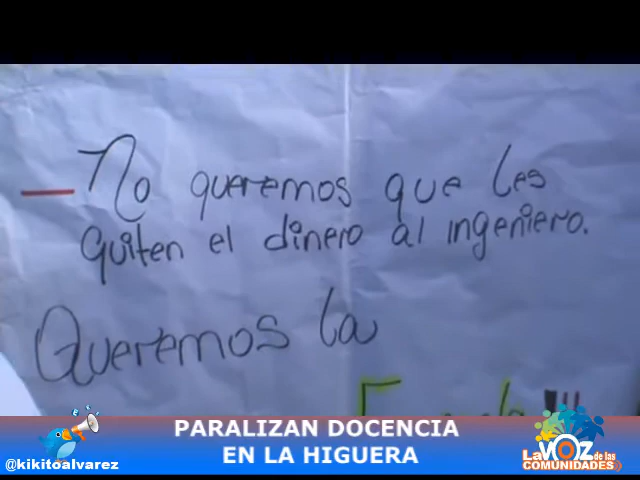 — No queremos que les
quiten el dinero al ingeniero.
Queremos la
PARALIZAN DOCENCIA
EN LA HIGUERA
@kikitoalvarez
La VOZ de las
COMUNIDADES